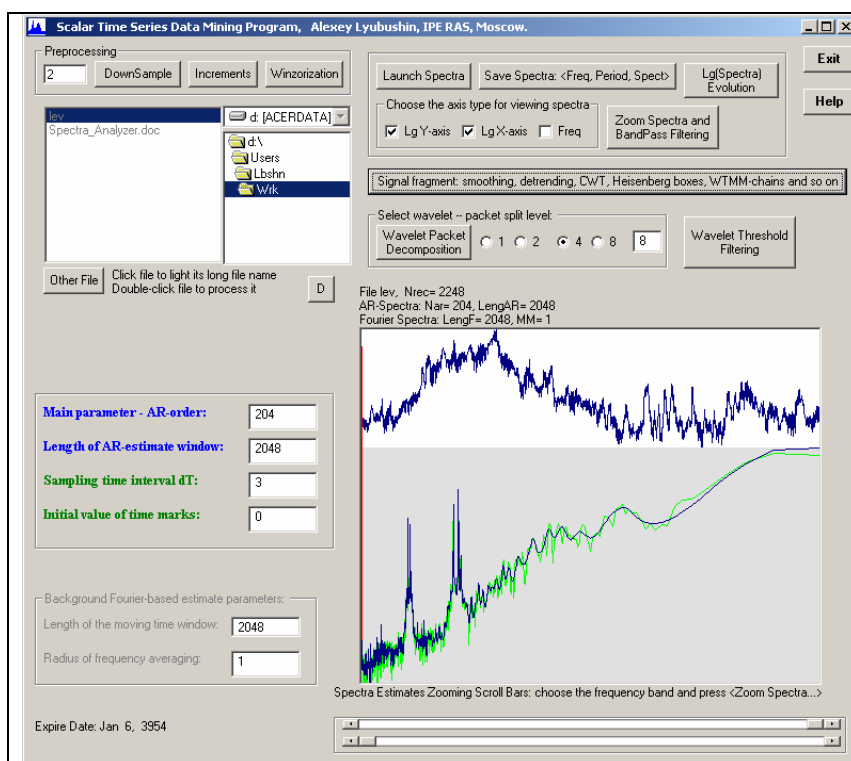 Scalar Time Series Data Mining Program, Alexey Lyubushin, IPE RAS, Moscow.
Preprocessing
2
DownSample
Increments
Winzorization
lev
Spectra_Analyzer.doc
d: [ACERDATA]
d:\
Users
Lbshn
Wrk
Other File
Click file to light its long file name
Double-click file to process it
D
Launch Spectra
Save Spectra: <Freq, Period, Spect>
Lg(Spectra)
Evolution
Choose the axis type for viewing spectra
Lg Y-axis
Lg X-axis
Freq
Zoom Spectra and
BandPass Filtering
Exit
Help
Signal fragment: smoothing, detrending, CWT, Heisenberg boxes, WTMM-chains and so on
Select wavelet -- packet split level:
Wavelet Packet
Decomposition
1 2 4 8
8
Wavelet Threshold
Filtering
File lev, Nrec= 2248
AR-Spectra: Nar= 204, LengAR= 2048
Fourier Spectra: LengF= 2048, MM= 1
Main parameter - AR-order:
204
Length of AR-estimate window:
2048
Sampling time interval dT:
3
Initial value of time marks:
0
Background Fourier-based estimate parameters:
Length of the moving time window:
2048
Radius of frequency averaging:
1
Spectra Estimates Zooming Scroll Bars: choose the frequency band and press <Zoom Spectra...>
Expire Date: Jan 6, 3954